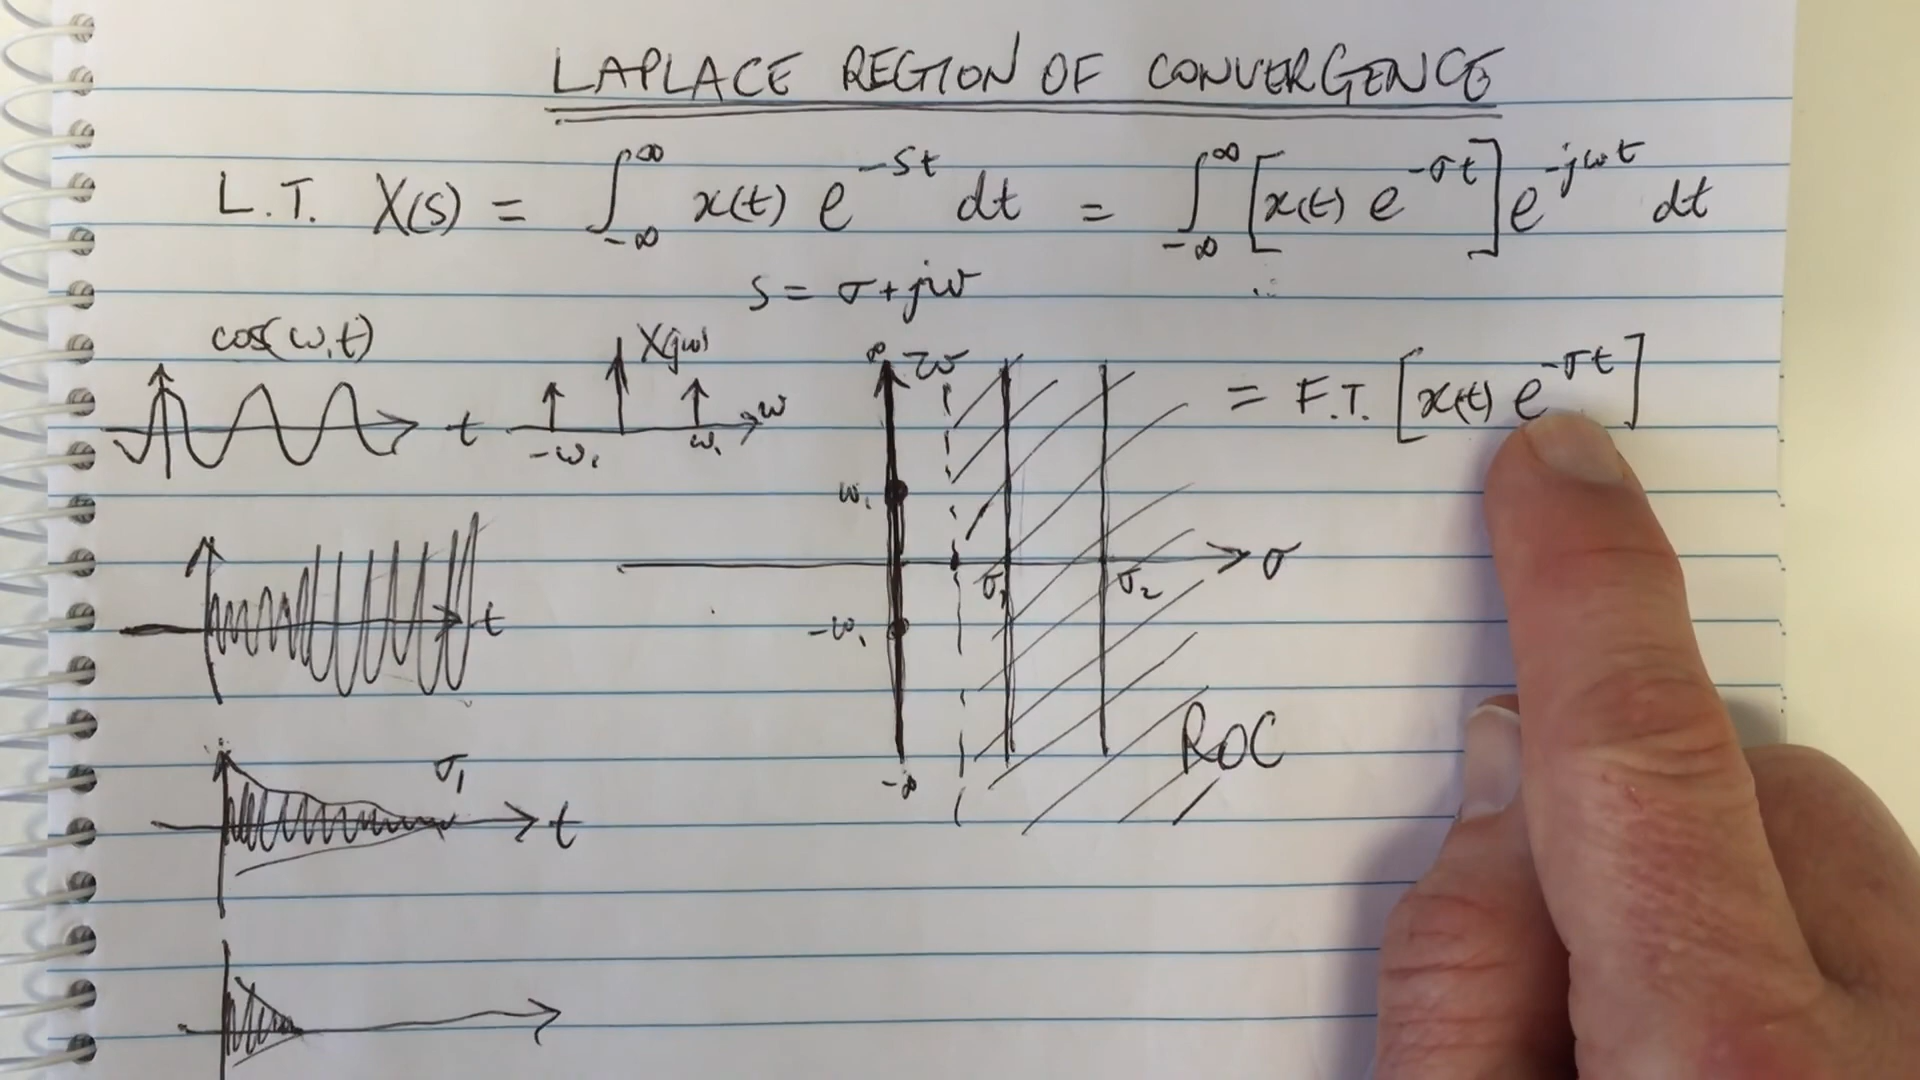 LAPLACE REGION OF CONVERGENCE
L.T. X(s) = ∫_{-∞}^{∞} x(t) e^{-st} dt = ∫_{-∞}^{∞} [x(t) e^{-σt}] e^{-jωt} dt
s = σ+jω
cos(ω₁t)
X(jω)
t
-ω₁ ω₁ ω
∞
ω₁
-ω₁
σ₁ σ₂ σ
-∞
ROC
= F.T. [x(t) e^{-σt}]
t
σ₁
t